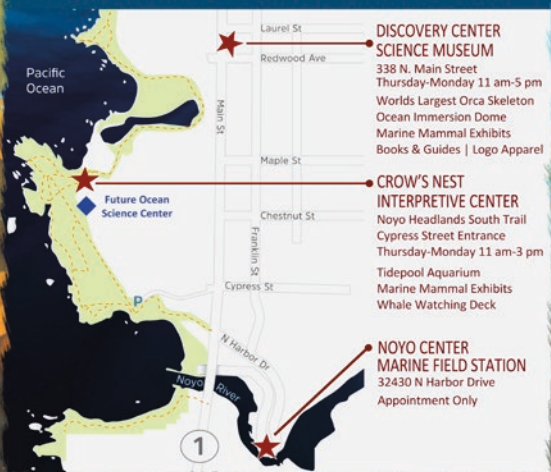 Laurel St
Redwood Ave
Pacific
Ocean
Main St
Maple St
Future Ocean
Science Center
Chestnut St
Franklin St
Cypress St
P
N Harbor Dr
Noyo River
1
DISCOVERY CENTER
SCIENCE MUSEUM
338 N. Main Street
Thursday-Monday 11 am-5 pm
Worlds Largest Orca Skeleton
Ocean Immersion Dome
Marine Mammal Exhibits
Books & Guides | Logo Apparel
CROW'S NEST
INTERPRETIVE CENTER
Noyo Headlands South Trail
Cypress Street Entrance
Thursday-Monday 11 am-3 pm
Tidepool Aquarium
Marine Mammal Exhibits
Whale Watching Deck
NOYO CENTER
MARINE FIELD STATION
32430 N Harbor Drive
Appointment Only